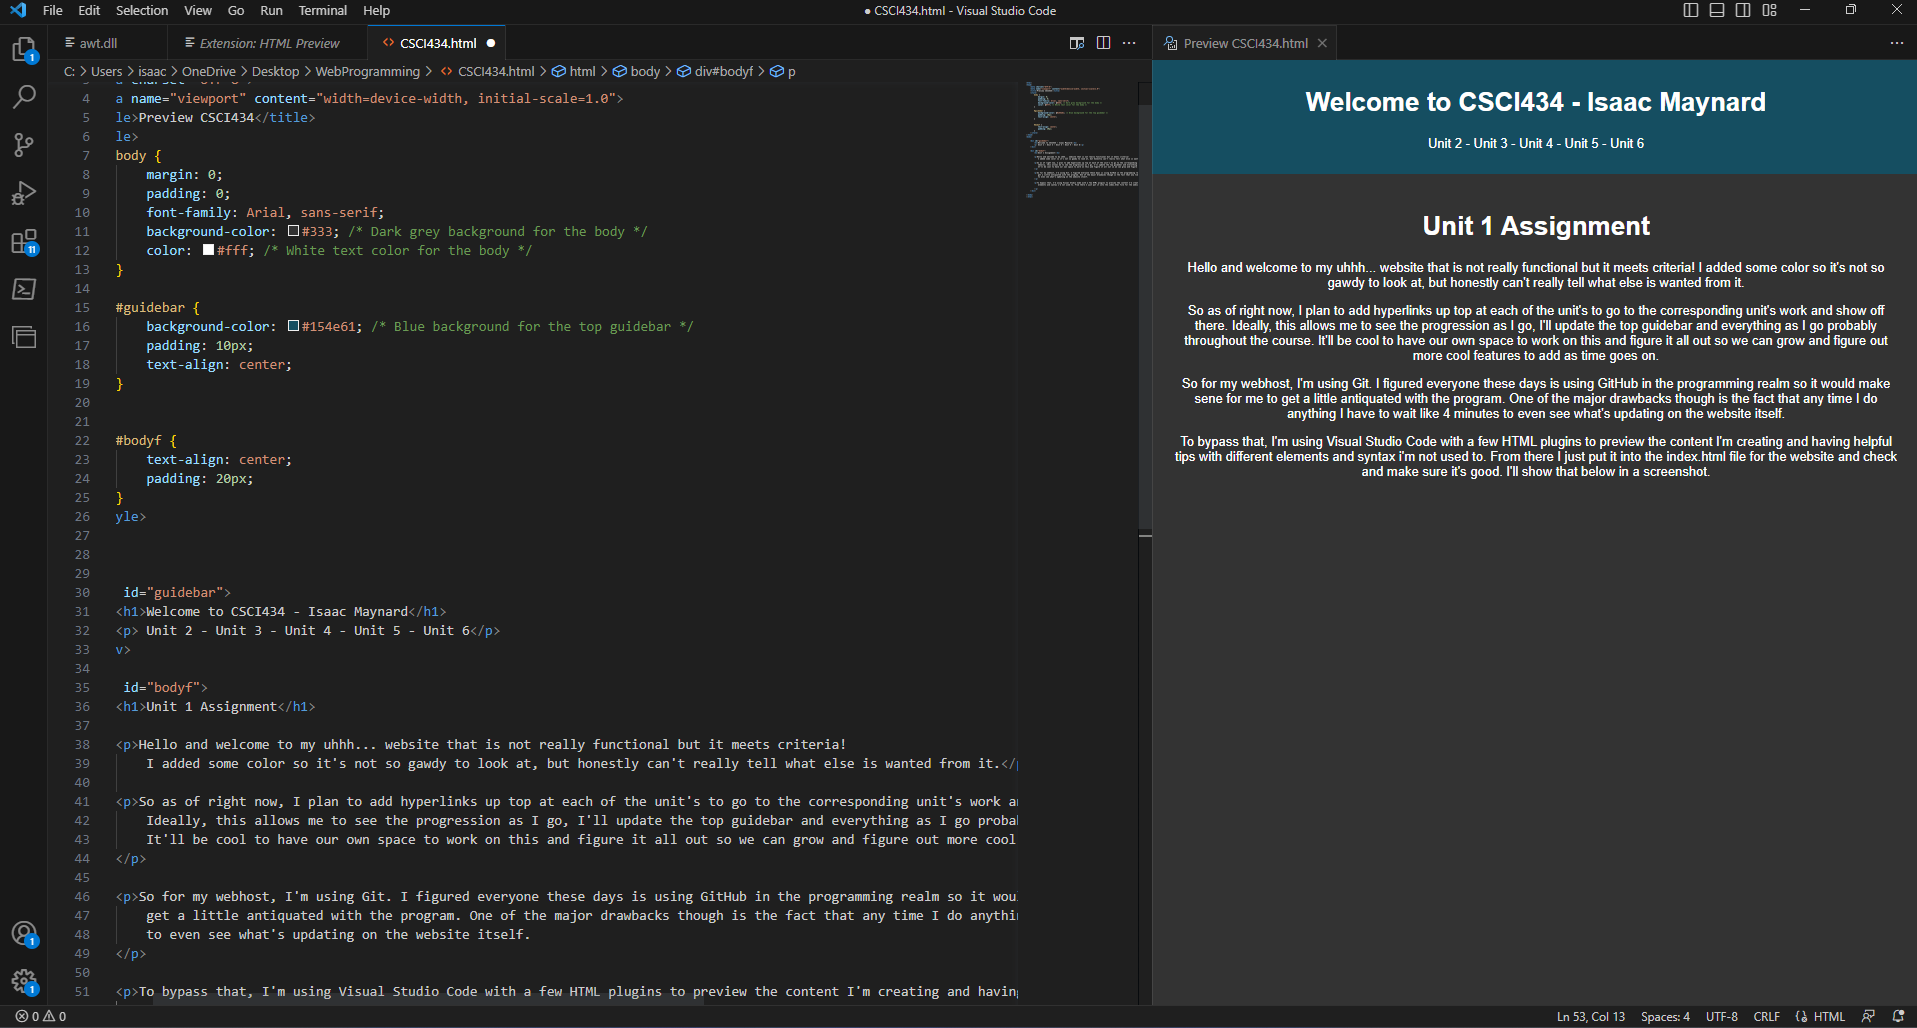 File Edit Selection View Go Run Terminal Help
● CSCI434.html - Visual Studio Code
awt.dll
Extension: HTML Preview
CSCI434.html
C: > Users > isaac > OneDrive > Desktop > WebProgramming > CSCI434.html > html > body > div#bodyf > p
4 a name="viewport" content="width=device-width, initial-scale=1.0">
5 le>Preview CSCI434</title>
6 le>
7 body {
8 margin: 0;
9 padding: 0;
10 font-family: Arial, sans-serif;
11 background-color: #333; /* Dark grey background for the body */
12 color: #fff; /* White text color for the body */
13 }
14
15 #guidebar {
16 background-color: #154e61; /* Blue background for the top guidebar */
17 padding: 10px;
18 text-align: center;
19 }
20
21
22 #bodyf {
23 text-align: center;
24 padding: 20px;
25 }
26 yle>
27
28
29
30 id="guidebar">
31 <h1>Welcome to CSCI434 - Isaac Maynard</h1>
32 <p> Unit 2 - Unit 3 - Unit 4 - Unit 5 - Unit 6</p>
33 v>
34
35 id="bodyf">
36 <h1>Unit 1 Assignment</h1>
37
38 <p>Hello and welcome to my uhhh... website that is not really functional but it meets criteria!
39 I added some color so it's not so gawdy to look at, but honestly can't really tell what else is wanted from it.</p
40
41 <p>So as of right now, I plan to add hyperlinks up top at each of the unit's to go to the corresponding unit's work an
42 Ideally, this allows me to see the progression as I go, I'll update the top guidebar and everything as I go probab
43 It'll be cool to have our own space to work on this and figure it all out so we can grow and figure out more cool
44 </p>
45
46 <p>So for my webhost, I'm using Git. I figured everyone these days is using GitHub in the programming realm so it woul
47 get a little antiquated with the program. One of the major drawbacks though is the fact that any time I do anythin
48 to even see what's updating on the website itself.
49 </p>
50
51 <p>To bypass that, I'm using Visual Studio Code with a few HTML plugins to preview the content I'm creating and having
Preview CSCI434.html
Welcome to CSCI434 - Isaac Maynard
Unit 2 - Unit 3 - Unit 4 - Unit 5 - Unit 6
Unit 1 Assignment
Hello and welcome to my uhhh... website that is not really functional but it meets criteria! I added some color so it's not so
gawdy to look at, but honestly can't really tell what else is wanted from it.
So as of right now, I plan to add hyperlinks up top at each of the unit's to go to the corresponding unit's work and show off
there. Ideally, this allows me to see the progression as I go, I'll update the top guidebar and everything as I go probably
throughout the course. It'll be cool to have our own space to work on this and figure it all out so we can grow and figure out
more cool features to add as time goes on.
So for my webhost, I'm using Git. I figured everyone these days is using GitHub in the programming realm so it would make
sene for me to get a little antiquated with the program. One of the major drawbacks though is the fact that any time I do
anything I have to wait like 4 minutes to even see what's updating on the website itself.
To bypass that, I'm using Visual Studio Code with a few HTML plugins to preview the content I'm creating and having helpful
tips with different elements and syntax i'm not used to. From there I just put it into the index.html file for the website and check
and make sure it's good. I'll show that below in a screenshot.
1
11
1
1
0 0
Ln 53, Col 13 Spaces: 4 UTF-8 CRLF HTML